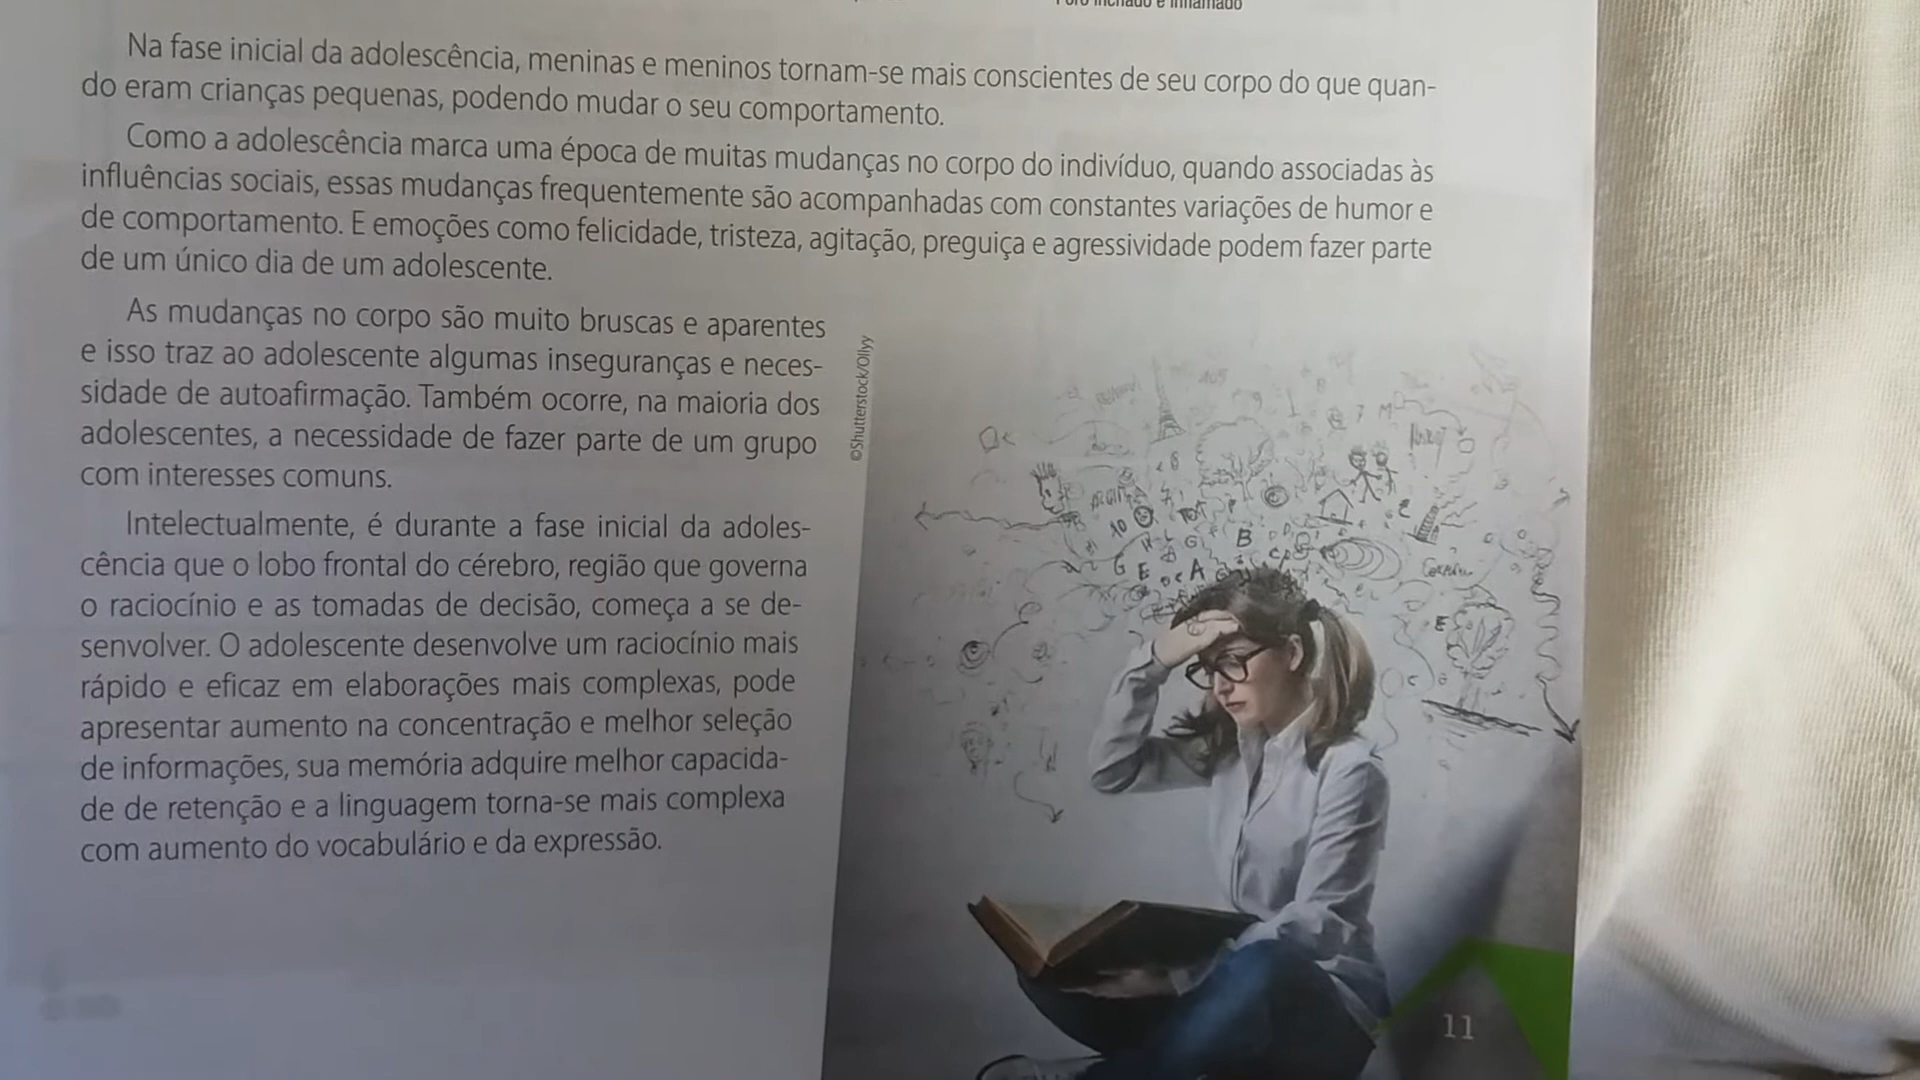 Poro inchado e inflamado
Na fase inicial da adolescência, meninas e meninos tornam-se mais conscientes de seu corpo do que quan-
do eram crianças pequenas, podendo mudar o seu comportamento.
Como a adolescência marca uma época de muitas mudanças no corpo do indivíduo, quando associadas às
influências sociais, essas mudanças frequentemente são acompanhadas com constantes variações de humor e
de comportamento. E emoções como felicidade, tristeza, agitação, preguiça e agressividade podem fazer parte
de um único dia de um adolescente.
As mudanças no corpo são muito bruscas e aparentes
e isso traz ao adolescente algumas inseguranças e neces-
sidade de autoafirmação. Também ocorre, na maioria dos
adolescentes, a necessidade de fazer parte de um grupo
com interesses comuns.
Intelectualmente, é durante a fase inicial da adoles-
cência que o lobo frontal do cérebro, região que governa
o raciocínio e as tomadas de decisão, começa a se de-
senvolver. O adolescente desenvolve um raciocínio mais
rápido e eficaz em elaborações mais complexas, pode
apresentar aumento na concentração e melhor seleção
de informações, sua memória adquire melhor capacida-
de de retenção e a linguagem torna-se mais complexa
com aumento do vocabulário e da expressão.
©Shutterstock/Ollyy
11